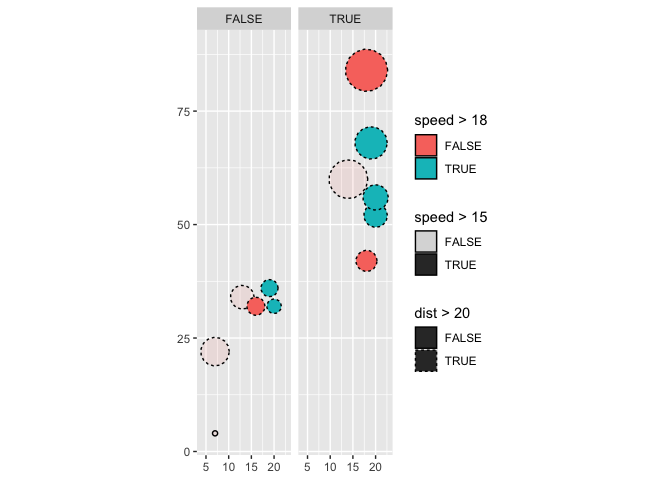 FALSE TRUE
75
50
25
0
5 10 15 20 5 10 15 20
speed > 18
FALSE
TRUE
speed > 15
FALSE
TRUE
dist > 20
FALSE
TRUE